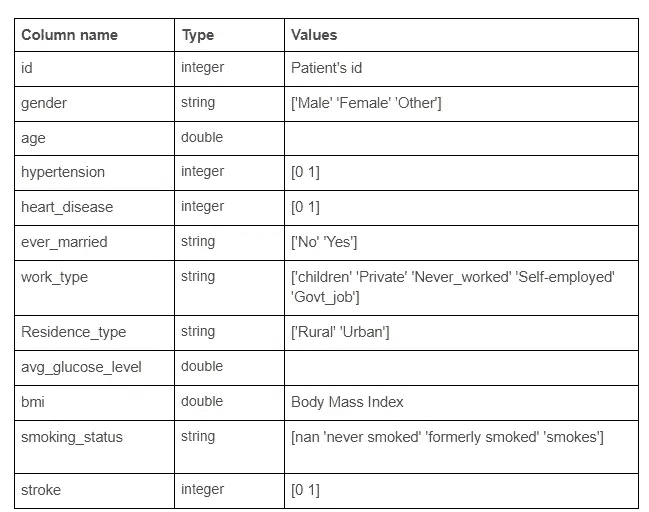 Column name Type Values
id integer Patient's id
gender string ['Male' 'Female' 'Other']
age double
hypertension integer [0 1]
heart_disease integer [0 1]
ever_married string ['No' 'Yes']
work_type string ['children' 'Private' 'Never_worked' 'Self-employed'
'Govt_job']
Residence_type string ['Rural' 'Urban']
avg_glucose_level double
bmi double Body Mass Index
smoking_status string [nan 'never smoked' 'formerly smoked' 'smokes']
stroke integer [0 1]